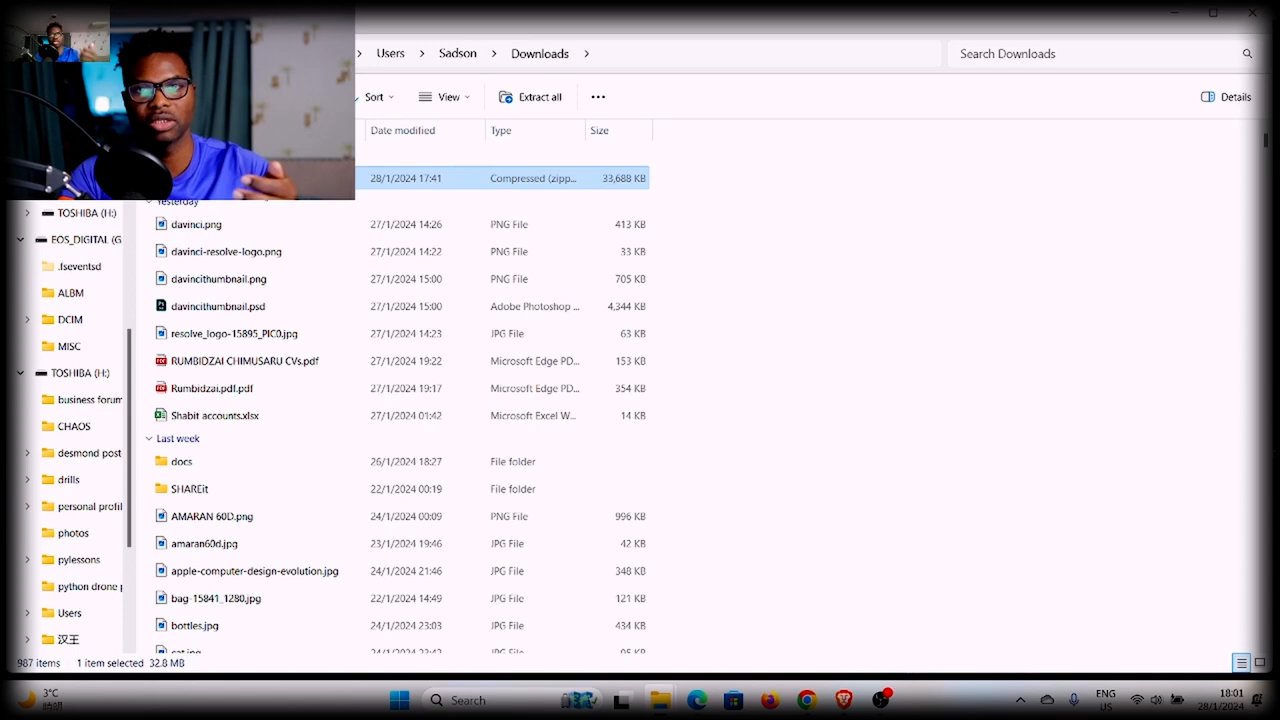 Users > Sadson > Downloads >
Search Downloads
Sort
View
Extract all
Details
Date modified Type Size
28/1/2024 17:41 Compressed (zipp... 33,688 KB
Yesterday
davinci.png 27/1/2024 14:26 PNG File 413 KB
davinci-resolve-logo.png 27/1/2024 14:22 PNG File 33 KB
davincithumbnail.png 27/1/2024 15:00 PNG File 705 KB
davincithumbnail.psd 27/1/2024 15:00 Adobe Photoshop ... 4,344 KB
resolve_logo-15895_PIC0.jpg 27/1/2024 14:23 JPG File 63 KB
RUMBIDZAI CHIMUSARU CVs.pdf 27/1/2024 19:22 Microsoft Edge PD... 153 KB
Rumbidzai.pdf.pdf 27/1/2024 19:17 Microsoft Edge PD... 354 KB
Shabit accounts.xlsx 27/1/2024 01:42 Microsoft Excel W... 14 KB
Last week
docs 26/1/2024 18:27 File folder
SHAREit 22/1/2024 00:19 File folder
AMARAN 60D.png 24/1/2024 00:09 PNG File 996 KB
amaran60d.jpg 23/1/2024 19:46 JPG File 42 KB
apple-computer-design-evolution.jpg 24/1/2024 21:46 JPG File 348 KB
bag-15841_1280.jpg 22/1/2024 14:49 JPG File 121 KB
bottles.jpg 24/1/2024 23:03 JPG File 434 KB
TOSHIBA (H:)
EOS_DIGITAL (G
.fseventsd
ALBM
DCIM
MISC
TOSHIBA (H:)
business forum
CHAOS
desmond post
drills
personal profil
photos
pylessons
python drone p
Users
汉王
987 items 1 item selected 32.8 MB
3°C
晴朗
Search
ENG
US
18:01
28/1/2024